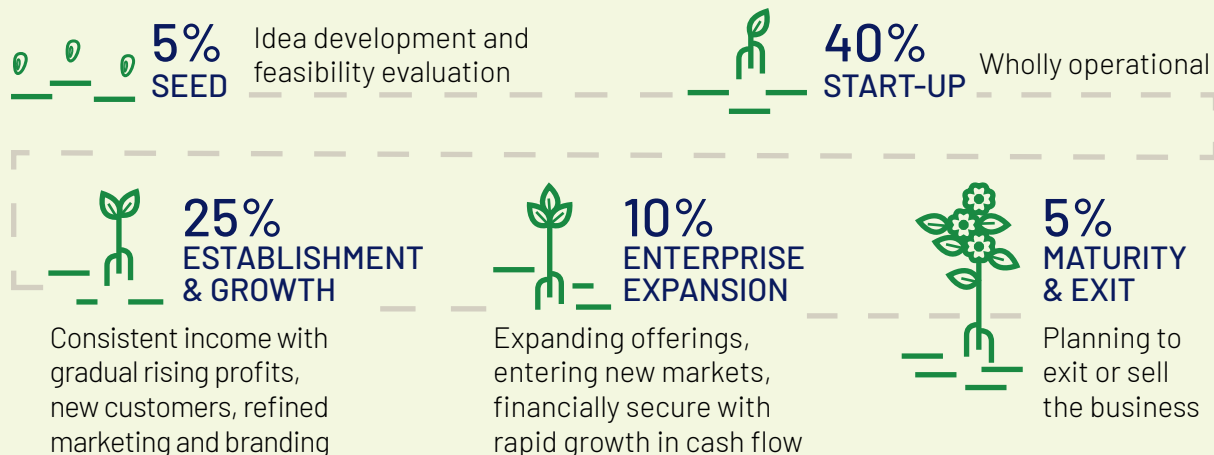 5%
SEED
Idea development and
feasibility evaluation
40%
START-UP
Wholly operational
25%
ESTABLISHMENT
& GROWTH
Consistent income with
gradual rising profits,
new customers, refined
marketing and branding
10%
ENTERPRISE
EXPANSION
Expanding offerings,
entering new markets,
financially secure with
rapid growth in cash flow
5%
MATURITY
& EXIT
Planning to
exit or sell
the business